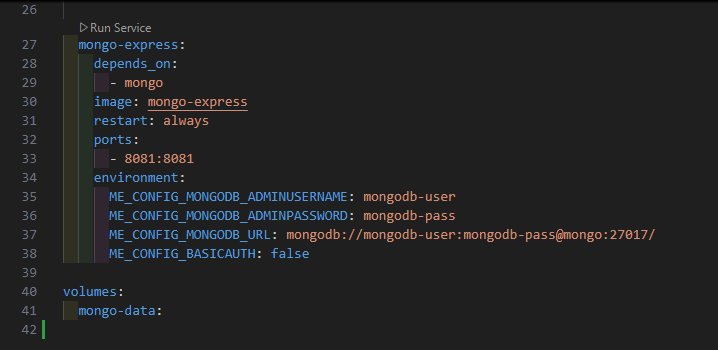 26
Run Service
27 mongo-express:
28 depends_on:
29 - mongo
30 image: mongo-express
31 restart: always
32 ports:
33 - 8081:8081
34 environment:
35 ME_CONFIG_MONGODB_ADMINUSERNAME: mongodb-user
36 ME_CONFIG_MONGODB_ADMINPASSWORD: mongodb-pass
37 ME_CONFIG_MONGODB_URL: mongodb://mongodb-user:mongodb-pass@mongo:27017/
38 ME_CONFIG_BASICAUTH: false
39
40 volumes:
41 mongo-data:
42